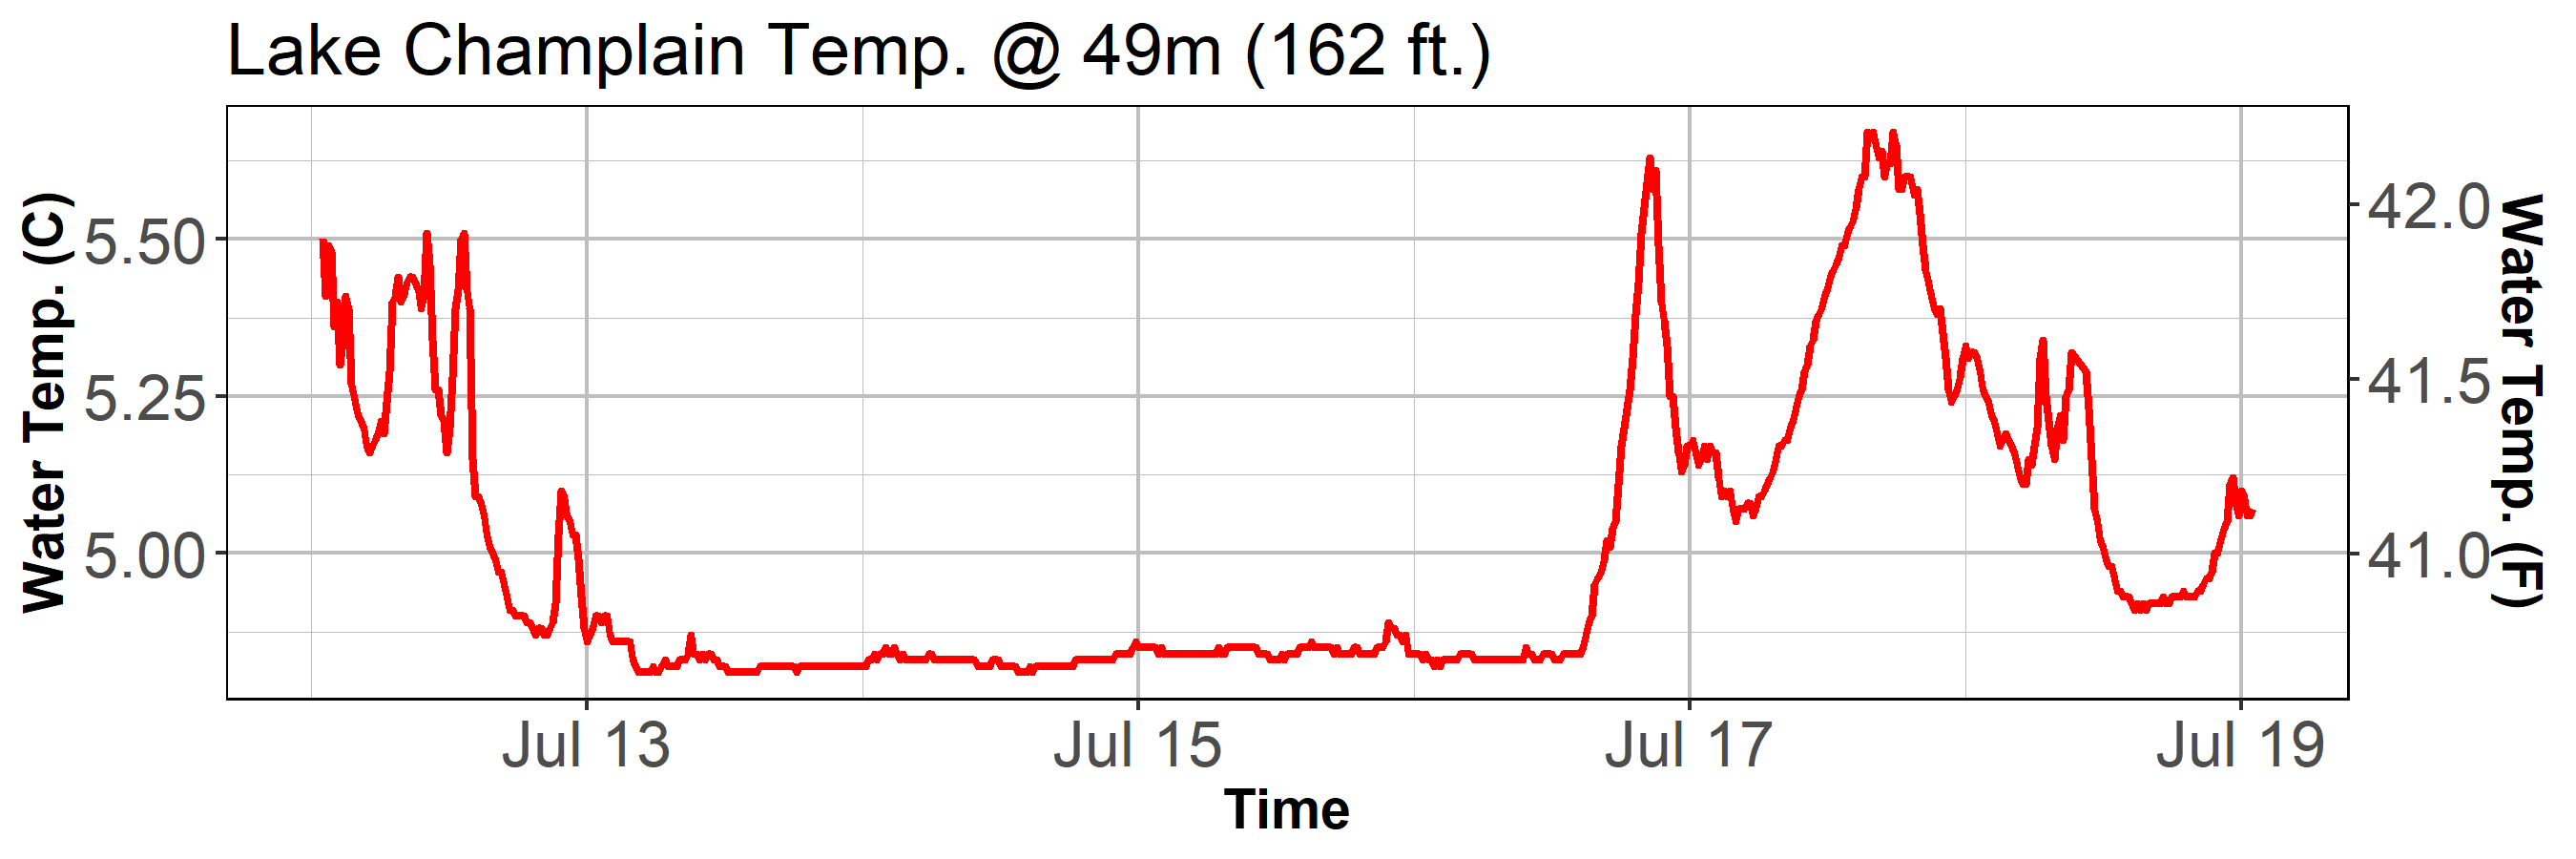 Lake Champlain Temp. @ 49m (162 ft.)
Water Temp. (C)
5.50
5.25
5.00
42.0
41.5
41.0
Water Temp. (F)
Jul 13
Jul 15
Jul 17
Jul 19
Time